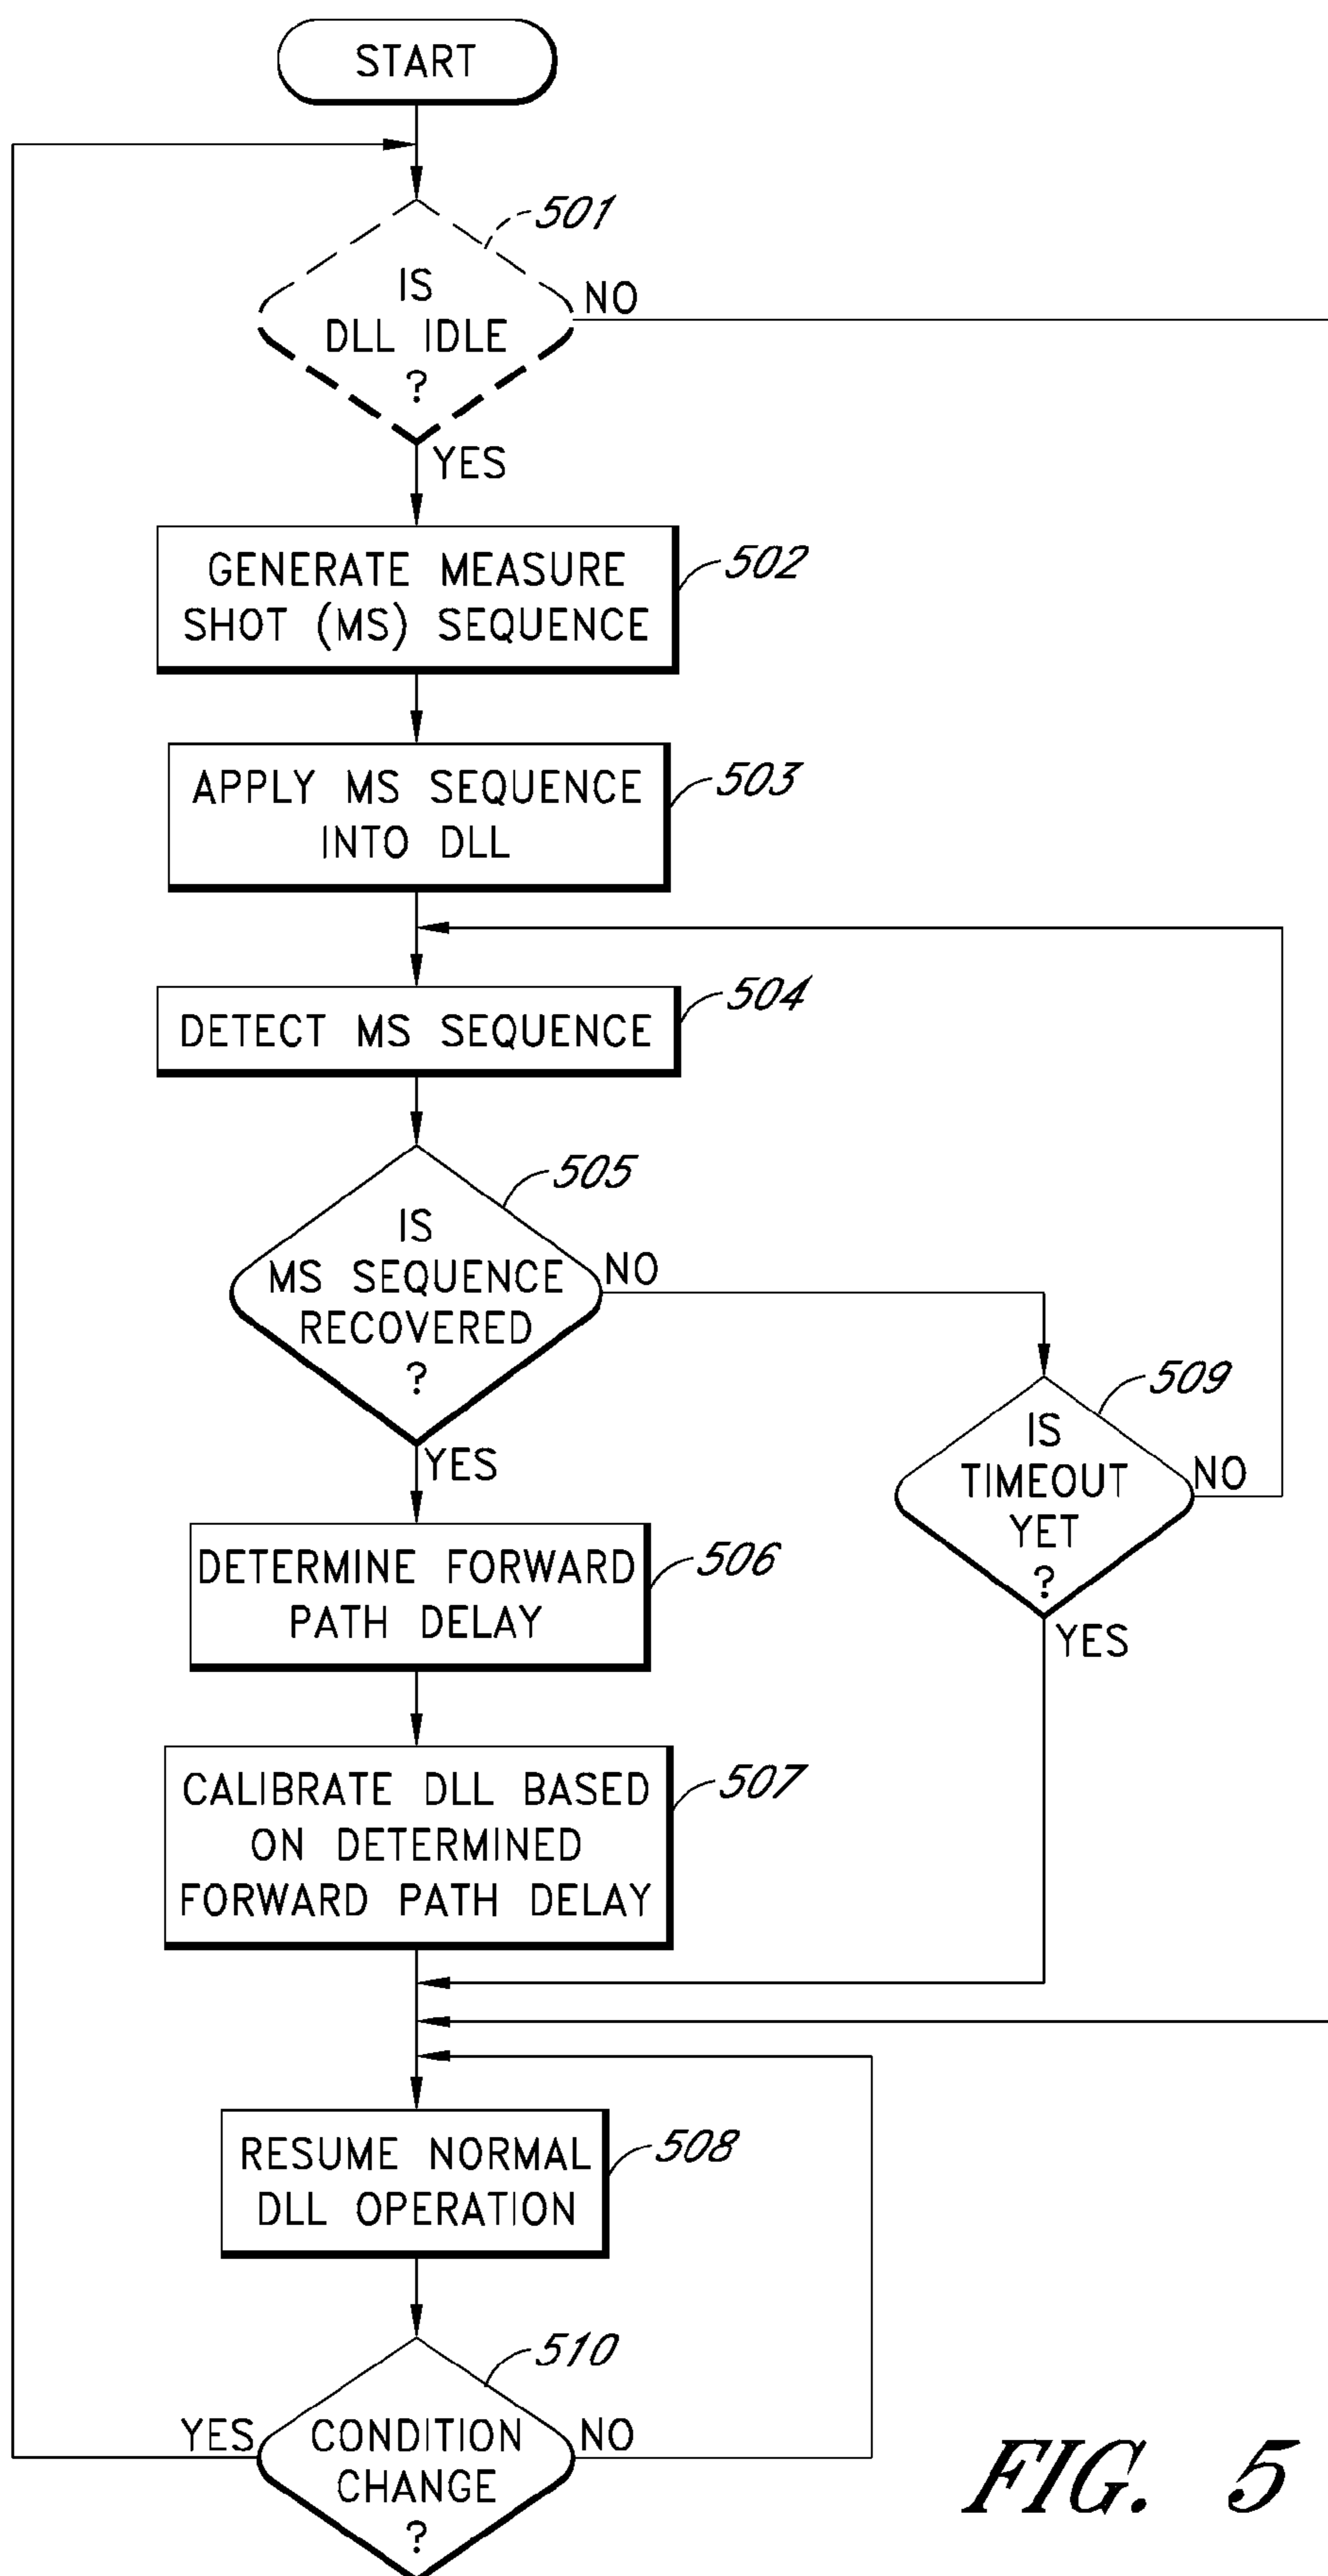 START
501
IS
DLL IDLE
?
NO
YES
GENERATE MEASURE
SHOT (MS) SEQUENCE
502
APPLY MS SEQUENCE
INTO DLL
503
DETECT MS SEQUENCE
504
505
IS
MS SEQUENCE
RECOVERED
?
NO
YES
509
IS
TIMEOUT
YET
?
NO
YES
DETERMINE FORWARD
PATH DELAY
506
CALIBRATE DLL BASED
ON DETERMINED
FORWARD PATH DELAY
507
RESUME NORMAL
DLL OPERATION
508
510
YES
CONDITION
CHANGE
?
NO
FIG. 5